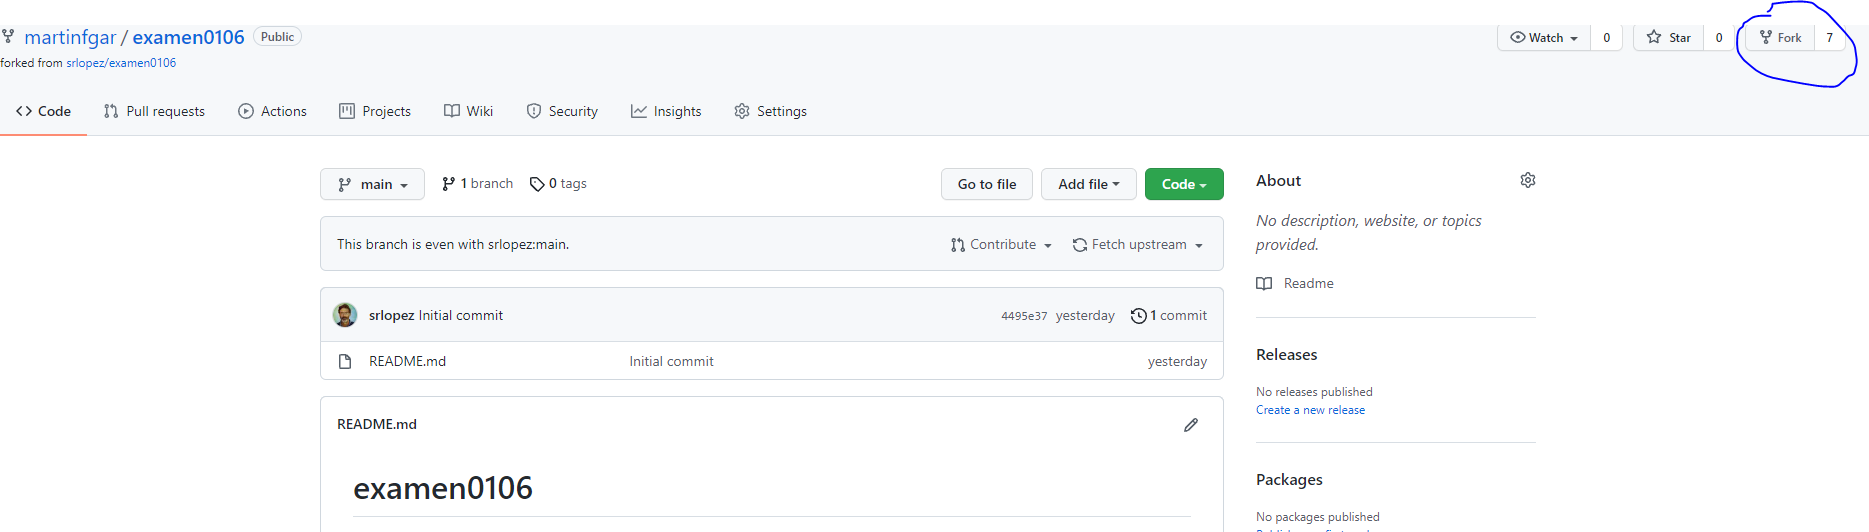 martinfgar / examen0106 Public Watch 0 Star 0 Fork 7
forked from srlopez/examen0106
Code Pull requests Actions Projects Wiki Security Insights Settings
main 1 branch 0 tags Go to file Add file Code
About
No description, website, or topics
provided.
Readme
This branch is even with srlopez:main. Contribute Fetch upstream
srlopez Initial commit 4495e37 yesterday 1 commit
README.md Initial commit yesterday
Releases
No releases published
Create a new release
README.md
examen0106
Packages
No packages published